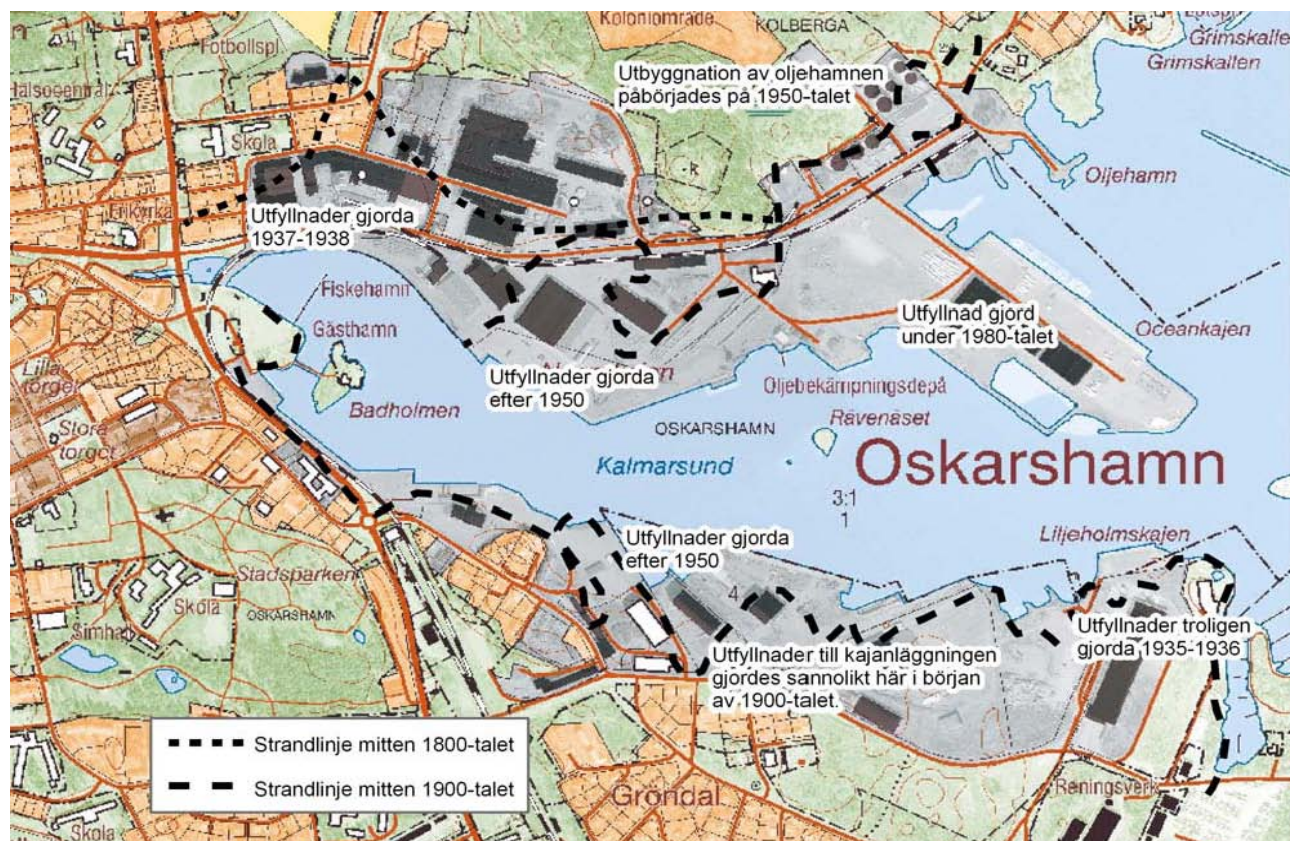 Fotbollspl
Koloniområde
KOLBERGA
Grimskallen
Grimskallen
Utbyggnation av oljehamnen
påbörjades på 1950-talet
Skola
Oljehamn
Utfyllnader gjorda
1937-1938
Fiskehamn
Gästhamn
Utfyllnad gjord
under 1980-talet
Oceankajen
Lilla
torget
Utfyllnader gjorda
efter 1950
Oljebekämpningsdepå
Badholmen
Rävenäset
Stora
torget
OSKARSHAMN
Oskarshamn
Kalmarsund
3:1
1
Liljeholmskajen
Utfyllnader gjorda
efter 1950
Stadsparken
Skola
OSKARSHAMN
4
Simhall
Utfyllnader troligen
gjorda 1935-1936
Utfyllnader till kajanläggningen
gjordes sannolikt här i början
av 1900-talet.
Strandlinje mitten 1800-talet
Strandlinje mitten 1900-talet
Gröndal
Reningsverk
Skola